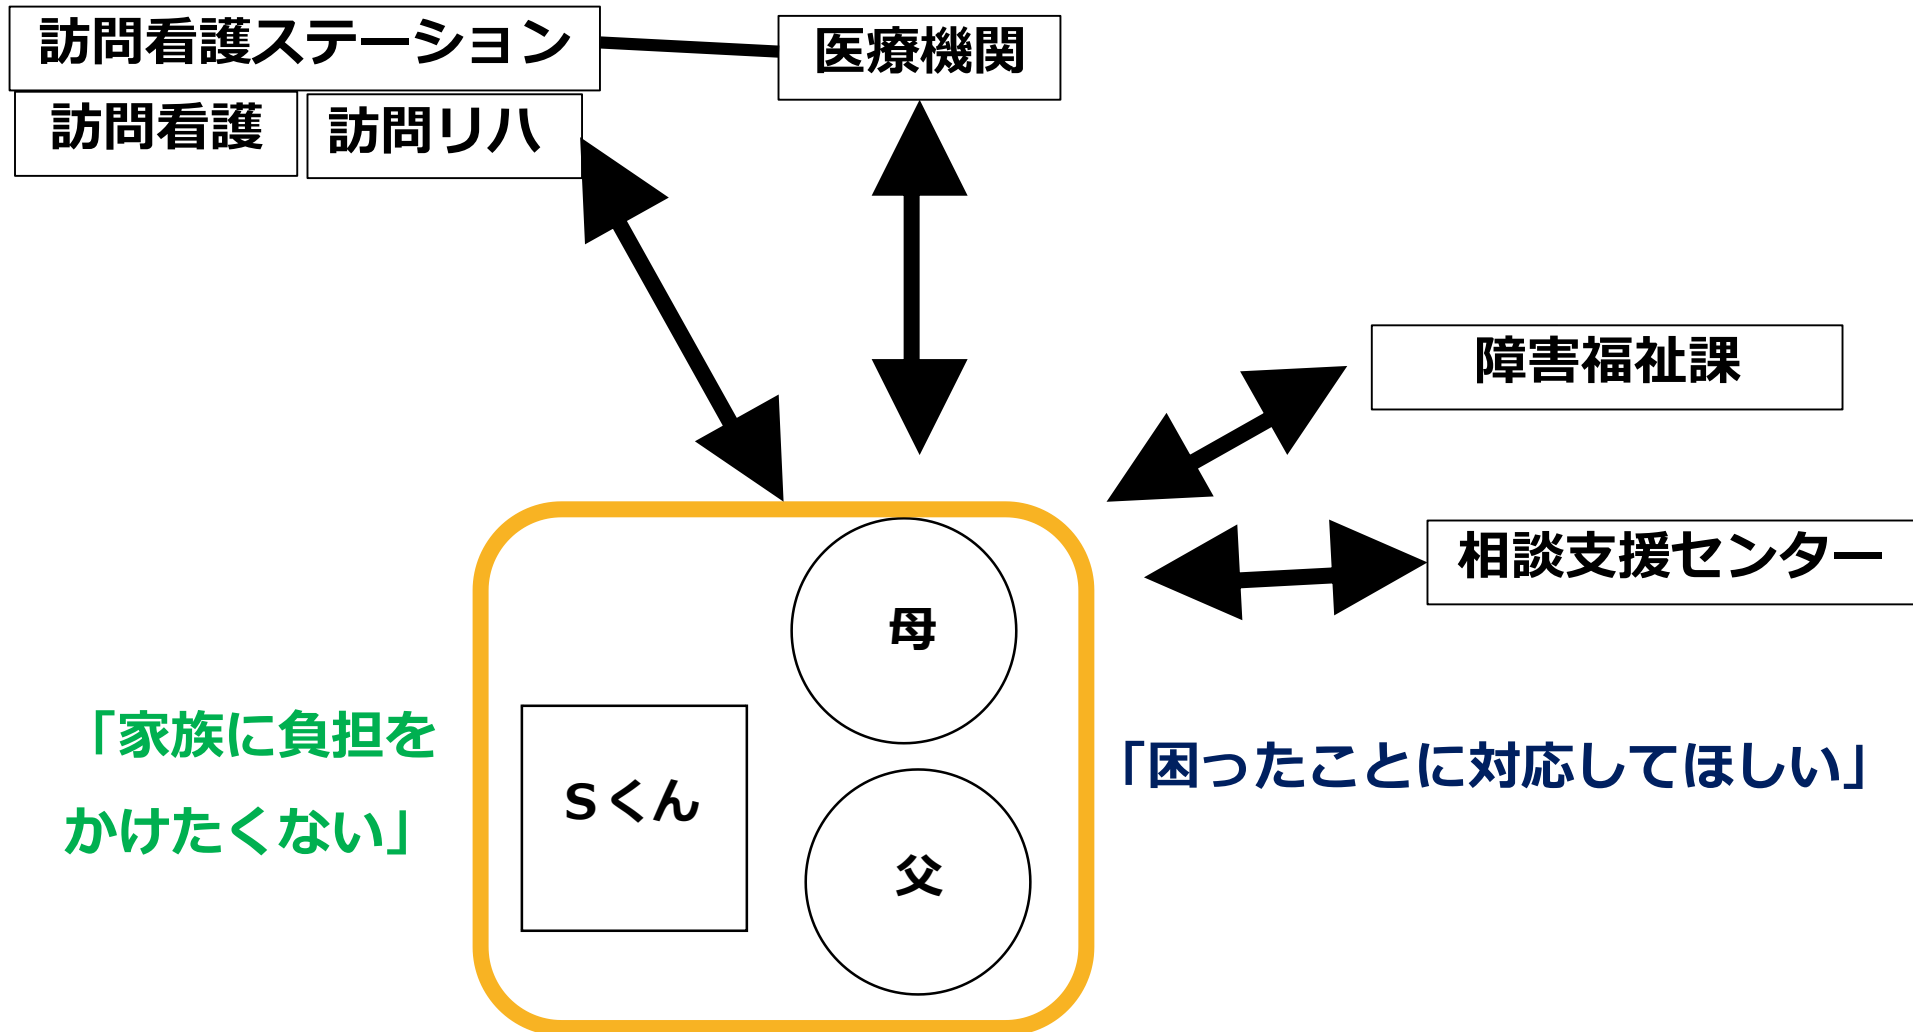 訪問看護ステーション
医療機関
訪問看護
訪問リハ
障害福祉課
相談支援センター
母
「家族に負担を
かけたくない」
Sくん
「困ったことに対応してほしい」
父